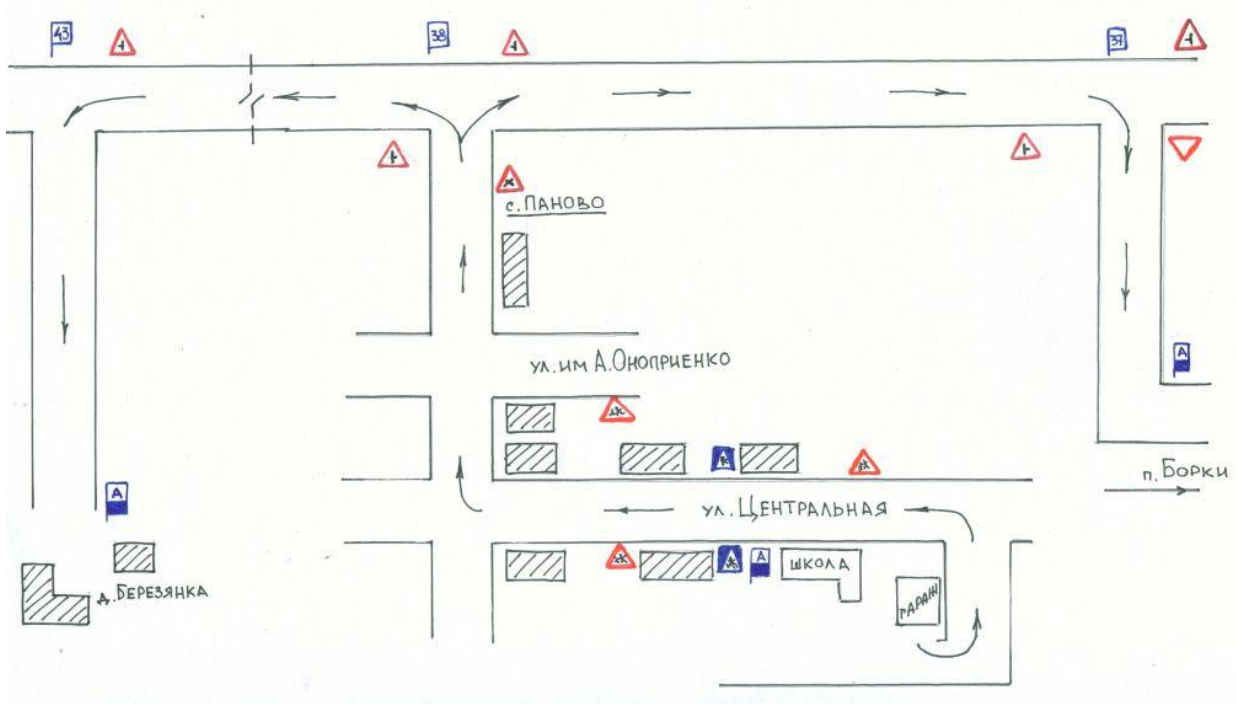 43
38
37
с. ПАНОВО
ул. им А. ОНОПРИЕНКО
п. БОРКИ
А
А
ул. ЦЕНТРАЛЬНАЯ
А
ШКОЛА
ГАРАЖ
д. БЕРЕЗЯНКА